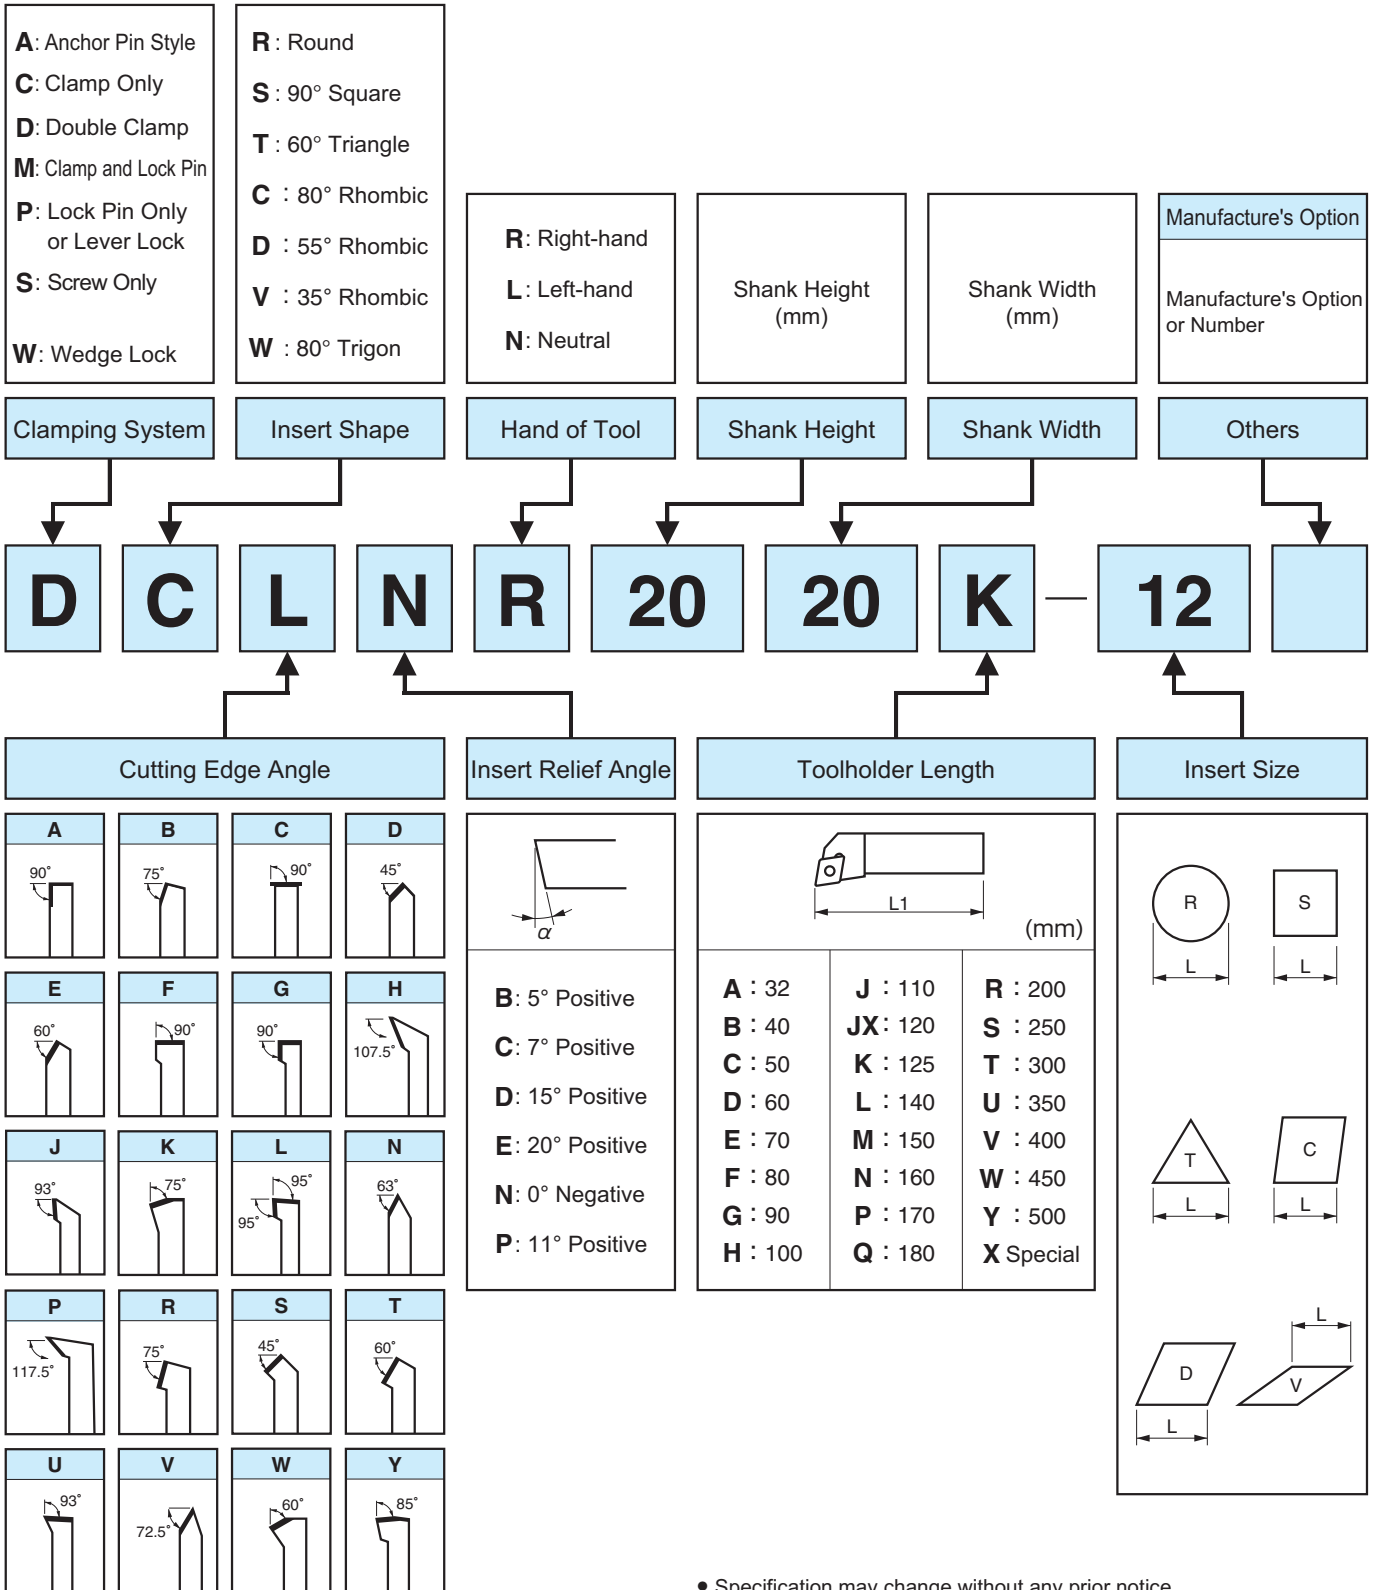 A: Anchor Pin Style
C: Clamp Only
D: Double Clamp
M: Clamp and Lock Pin
P: Lock Pin Only
or Lever Lock
S: Screw Only
W: Wedge Lock
R: Round
S: 90° Square
T: 60° Triangle
C: 80° Rhombic
D: 55° Rhombic
V: 35° Rhombic
W: 80° Trigon
R: Right-hand
L: Left-hand
N: Neutral
Shank Height
(mm)
Shank Width
(mm)
Manufacture's Option
Manufacture's Option
or Number
Clamping System
Insert Shape
Hand of Tool
Shank Height
Shank Width
Others
D C L N R 20 20 K — 12
Cutting Edge Angle
Insert Relief Angle
Toolholder Length
Insert Size
A B C D
90° 75° 90° 45°
E F G H
60° 90° 90° 107.5°
J K L N
93° 75° 95° 95° 63°
P R S T
117.5° 75° 45° 60°
U V W Y
93° 72.5° 60° 85°
α
B: 5° Positive
C: 7° Positive
D: 15° Positive
E: 20° Positive
N: 0° Negative
P: 11° Positive
L1
(mm)
A: 32
B: 40
C: 50
D: 60
E: 70
F: 80
G: 90
H: 100
J: 110
JX: 120
K: 125
L: 140
M: 150
N: 160
P: 170
Q: 180
R: 200
S: 250
T: 300
U: 350
V: 400
W: 450
Y: 500
X Special
R S
L L
T C
L L
L
D V
L
● Specification may change without any prior notice